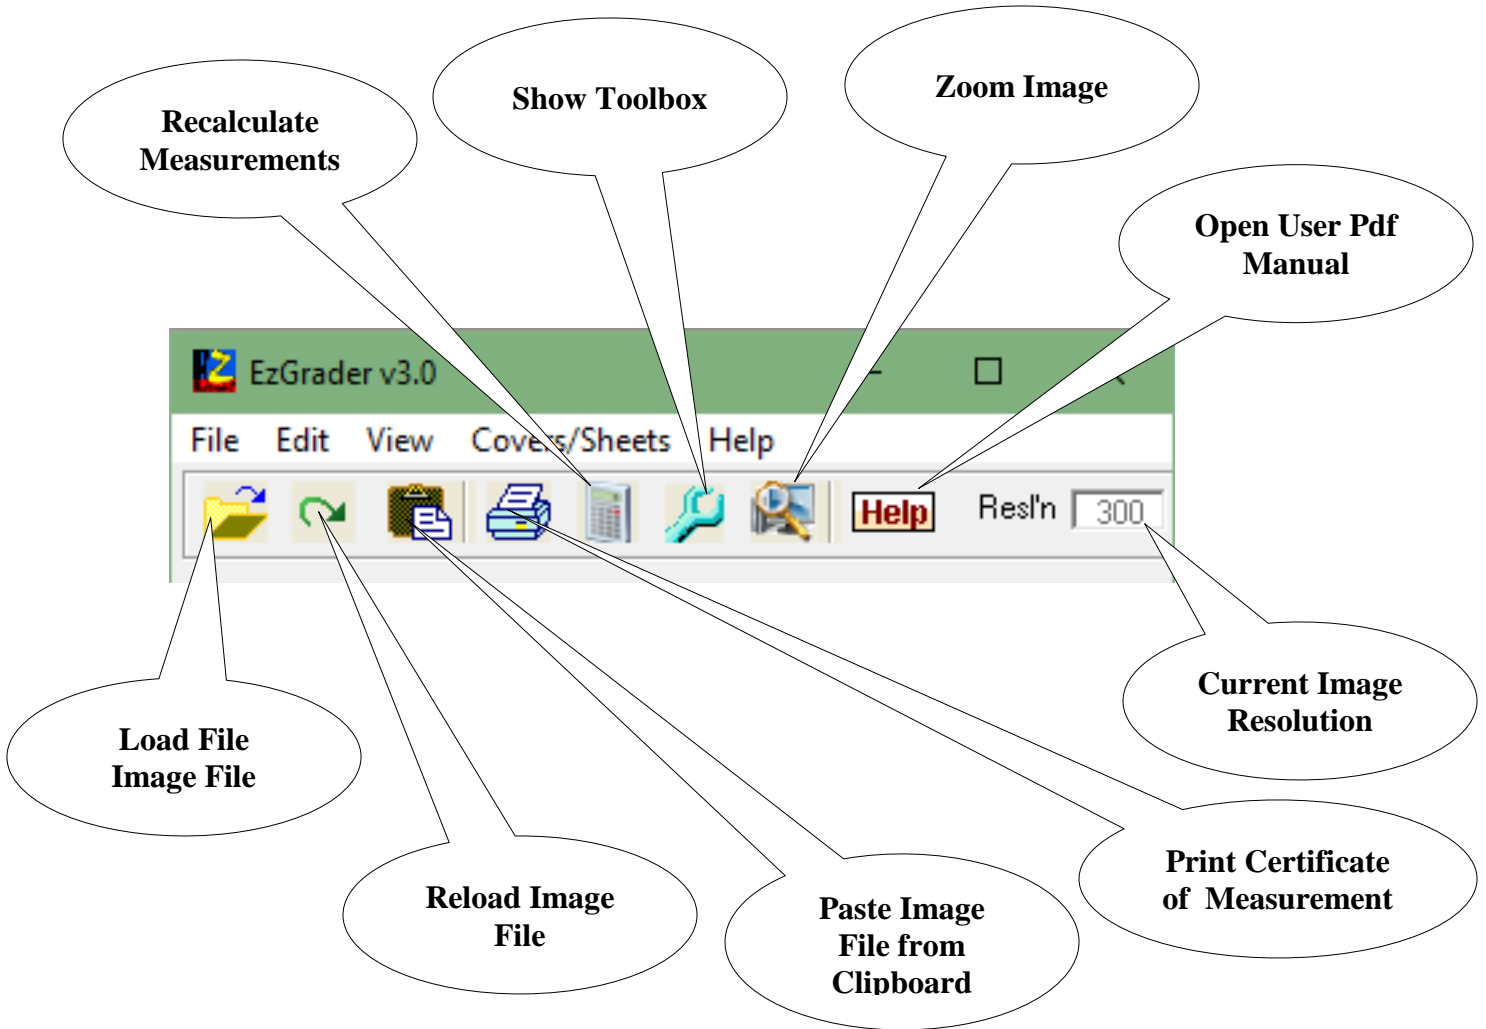 Zoom Image
Show Toolbox
Recalculate
Measurements
Open User Pdf
Manual
EzGrader v3.0
File Edit View Covers/Sheets Help
Help Resl'n 300
Current Image
Resolution
Load File
Image File
Print Certificate
of Measurement
Reload Image
File
Paste Image
File from
Clipboard